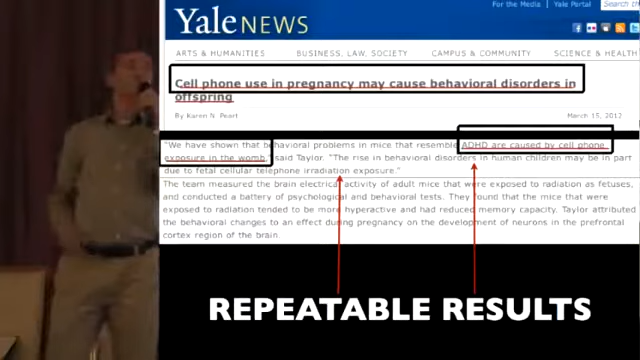 For the Media | Yale Portal
Search th
Yale NEWS
ARTS & HUMANITIES BUSINESS, LAW, SOCIETY CAMPUS & COMMUNITY SCIENCE & HEALTH
Cell phone use in pregnancy may cause behavioral disorders in
offspring
By Karen N. Peart March 15, 2012
"We have shown that behavioral problems in mice that resemble ADHD are caused by cell phone
exposure in the womb," said Taylor. "The rise in behavioral disorders in human children may be in part
due to fetal cellular telephone irradiation exposure."
The team measured the brain electrical activity of adult mice that were exposed to radiation as fetuses,
and conducted a battery of psychological and behavioral tests. They found that the mice that were
exposed to radiation tended to be more hyperactive and had reduced memory capacity. Taylor attributed
the behavioral changes to an effect during pregnancy on the development of neurons in the prefrontal
cortex region of the brain.
REPEATABLE RESULTS